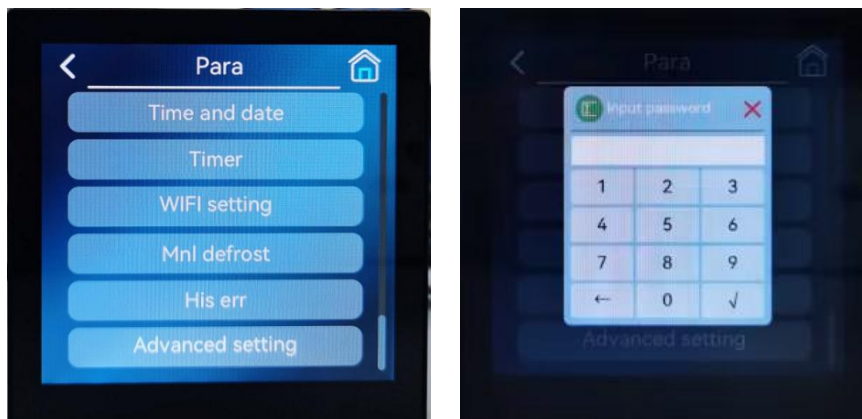 Para
Time and date
Timer
WIFI setting
Mnl defrost
His err
Advanced setting
Para
Input password
1 2 3
4 5 6
7 8 9
← 0 √
Advanced setting